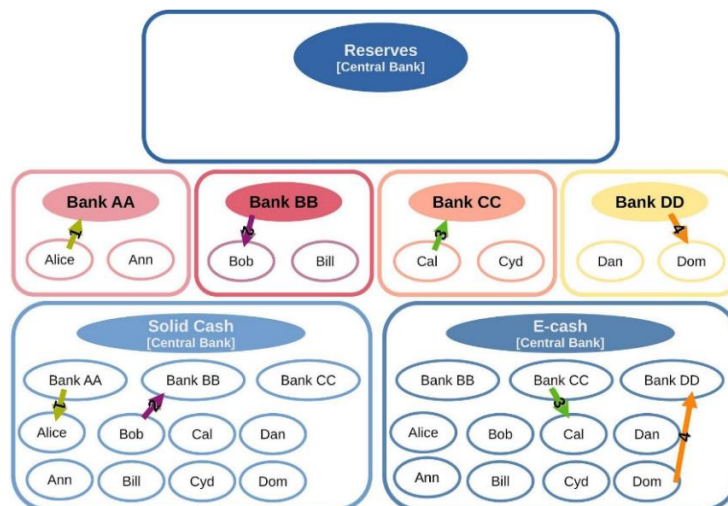 Reserves
[Central Bank]
Bank AA
Bank BB
Bank CC
Bank DD
1
2
3
4
Alice
Ann
Bob
Bill
Cal
Cyd
Dan
Dom
Solid Cash
[Central Bank]
Bank AA
Bank BB
Bank CC
1
2
Alice
Bob
Cal
Dan
Ann
Bill
Cyd
Dom
E-cash
[Central Bank]
Bank BB
Bank CC
Bank DD
3
4
Alice
Bob
Cal
Dan
Ann
Bill
Cyd
Dom